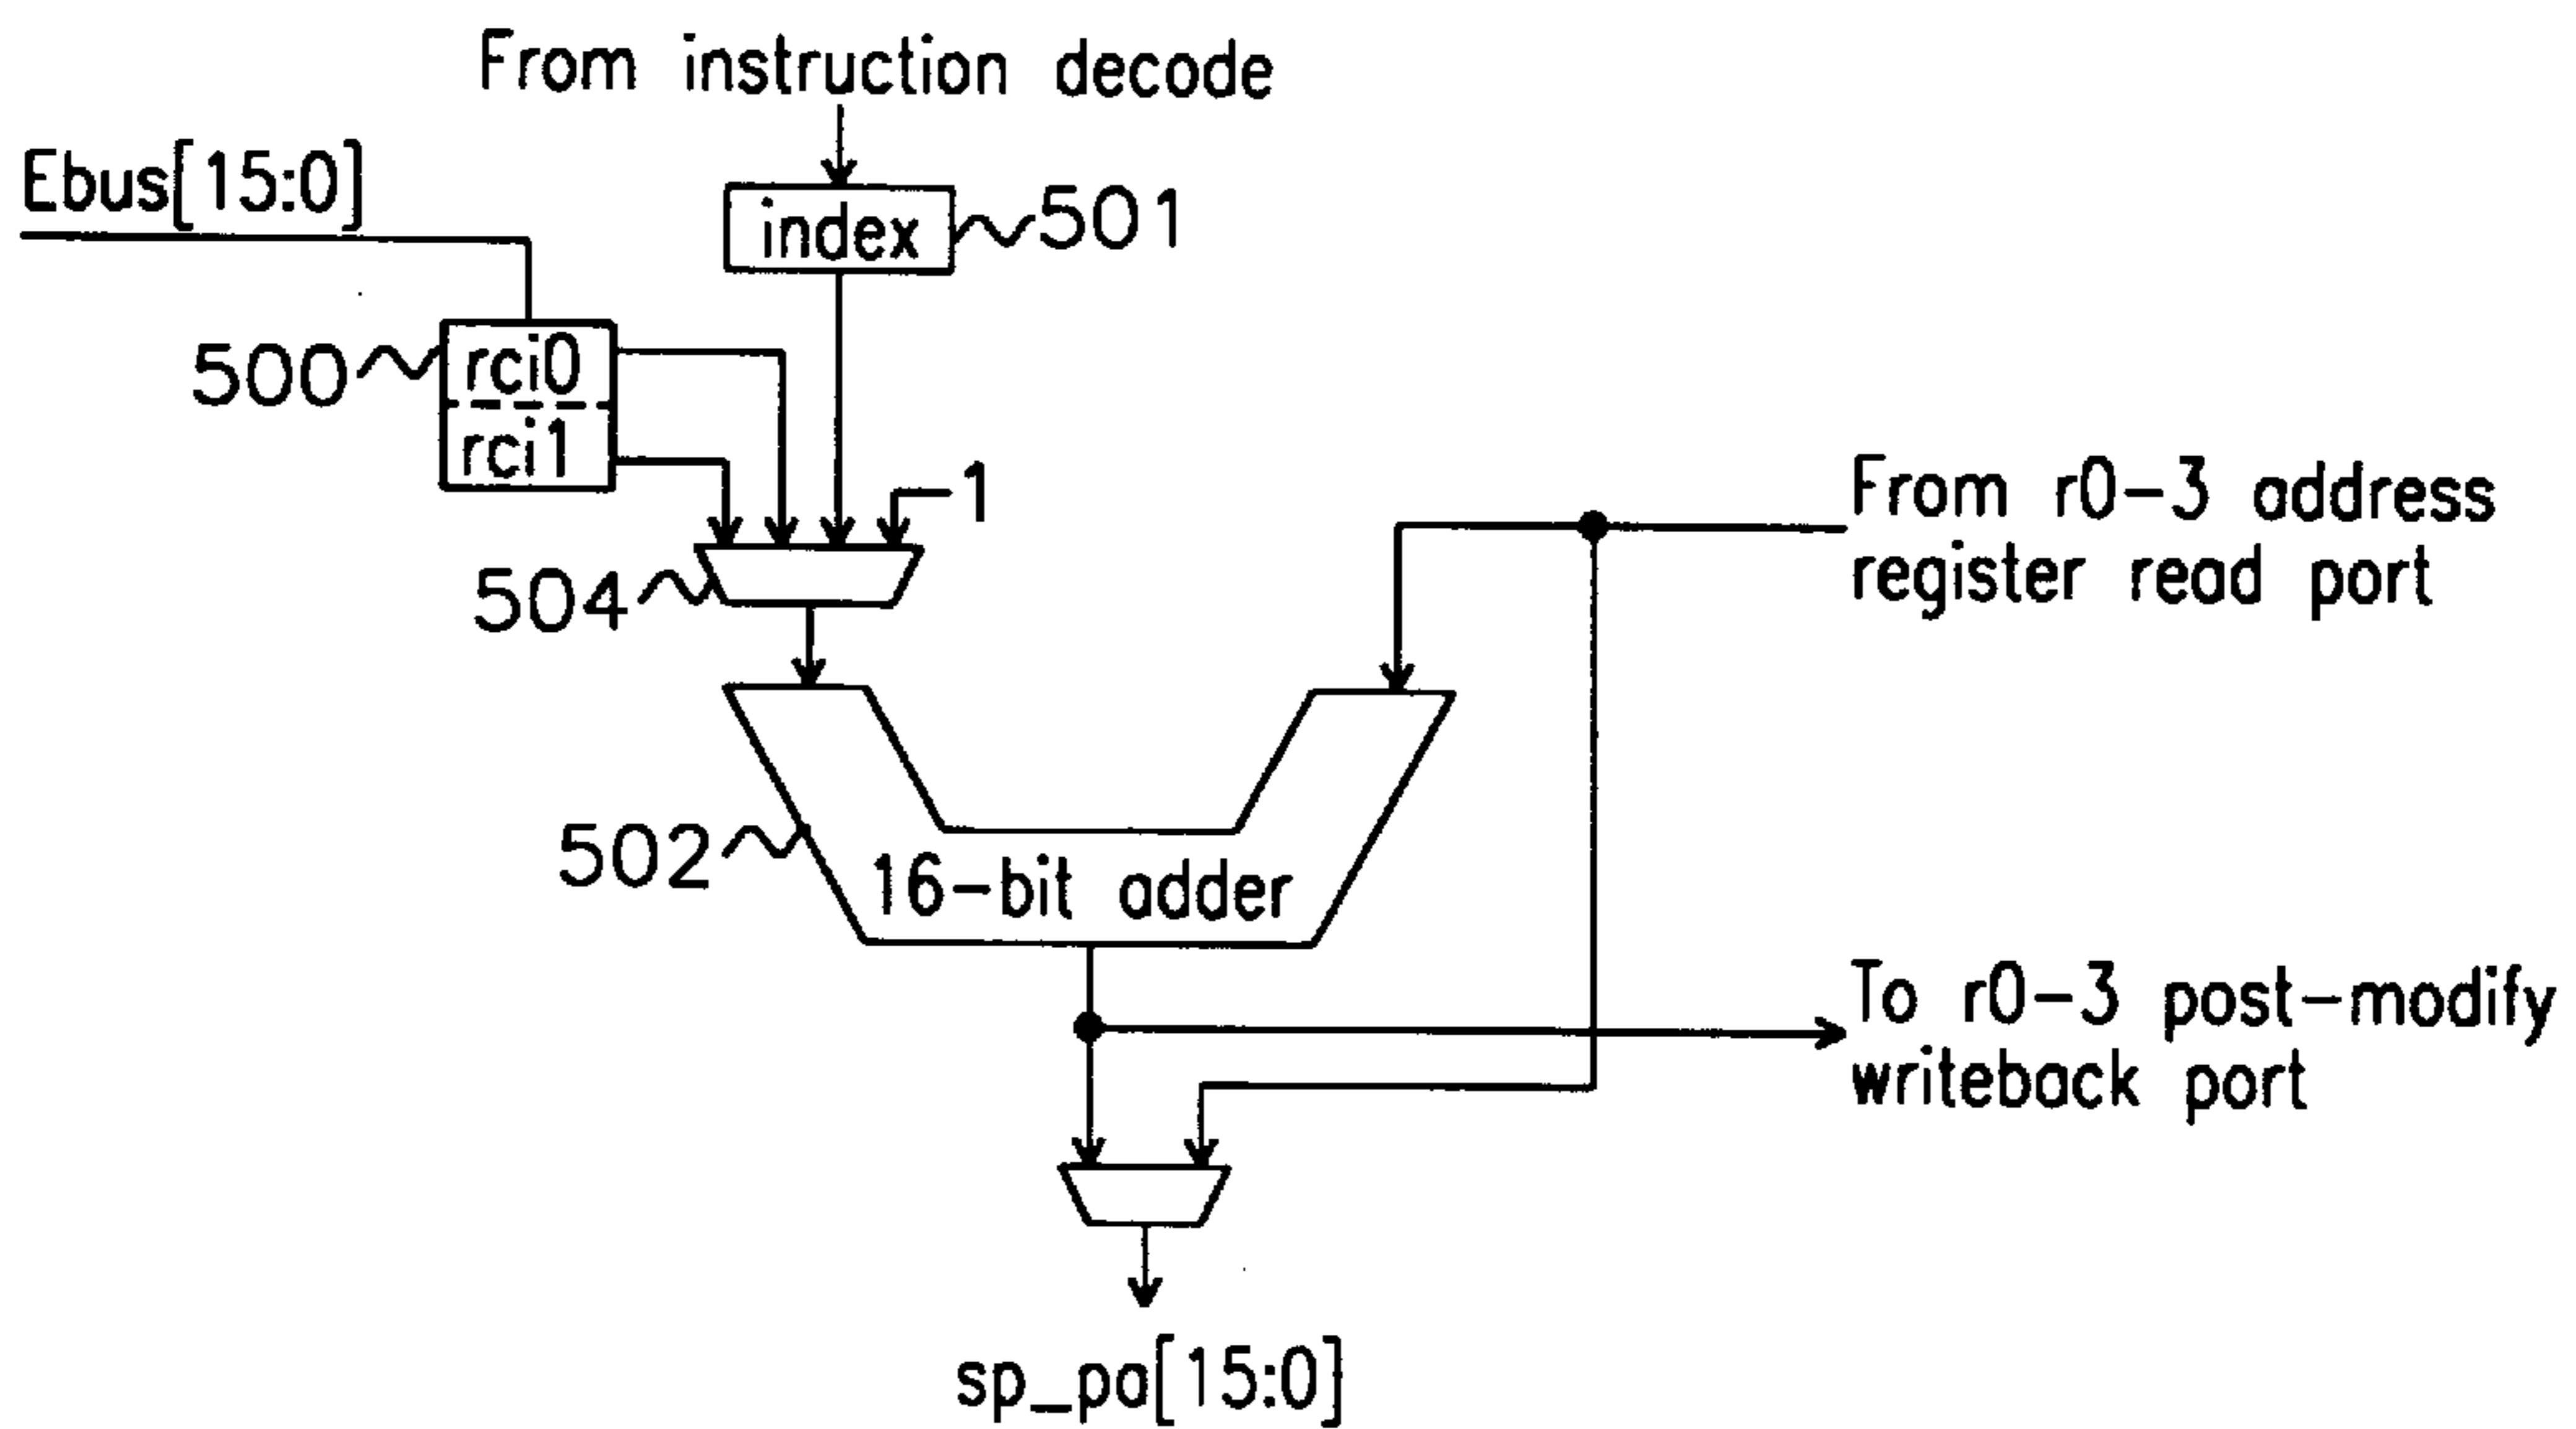 From instruction decode
Ebus[15:0]
index
501
500
rci0
rci1
1
504
From r0-3 address
register read port
502
16-bit adder
To r0-3 post-modify
writeback port
sp_pa[15:0]